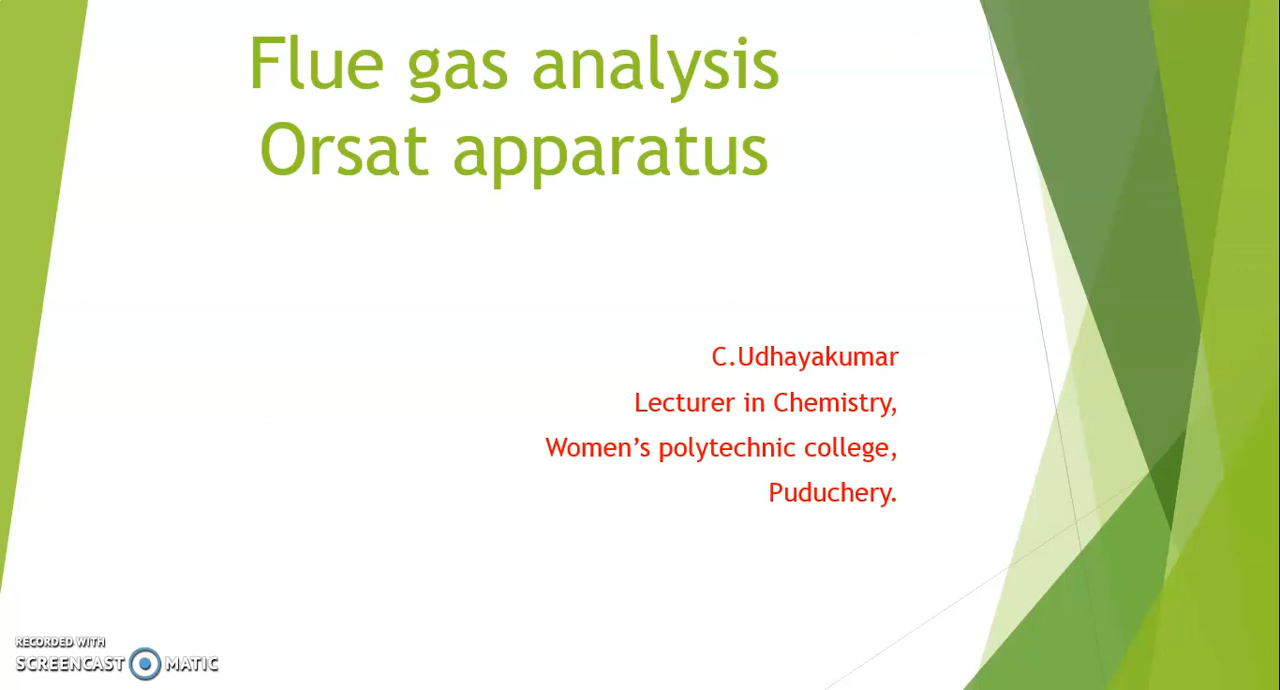 Flue gas analysis
Orsat apparatus
C.Udhayakumar
Lecturer in Chemistry,
Women’s polytechnic college,
Puduchery.
RECORDED WITH
SCREENCAST MATIC